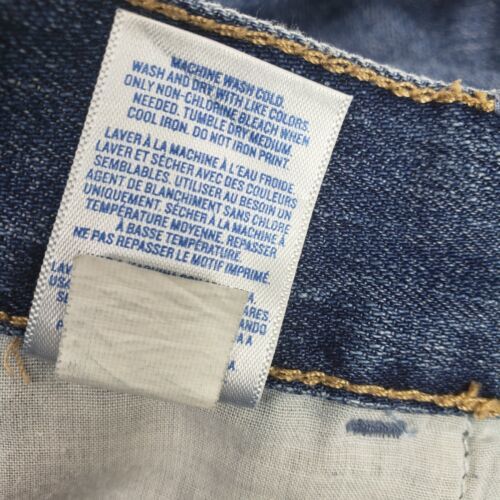 MACHINE WASH COLD.
WASH AND DRY WITH LIKE COLORS.
ONLY NON-CHLORINE BLEACH WHEN
NEEDED. TUMBLE DRY MEDIUM.
COOL IRON. DO NOT IRON PRINT.
LAVER À LA MACHINE À L'EAU FROIDE.
LAVER ET SÉCHER AVEC DES COULEURS
SEMBLABLES, UTILISER AU BESOIN UN
AGENT DE BLANCHIMENT SANS CHLORE
UNIQUEMENT. SÉCHER À LA MACHINE À
TEMPÉRATURE MOYENNE. REPASSER
À BASSE TEMPÉRATURE.
NE PAS REPASSER LE MOTIF IMPRIMÉ.